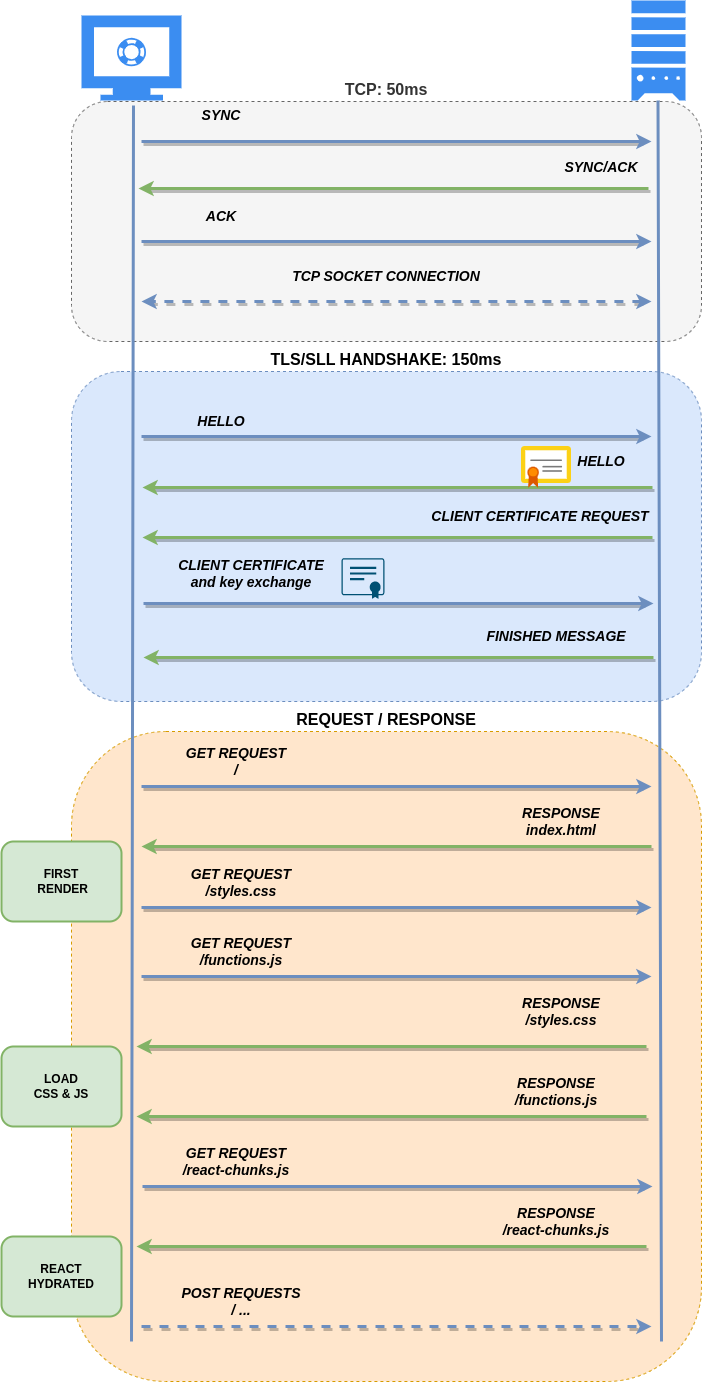 TCP: 50ms
SYNC
SYNC/ACK
ACK
TCP SOCKET CONNECTION
TLS/SLL HANDSHAKE: 150ms
HELLO
HELLO
CLIENT CERTIFICATE REQUEST
CLIENT CERTIFICATE
and key exchange
FINISHED MESSAGE
REQUEST / RESPONSE
GET REQUEST
/
RESPONSE
index.html
FIRST
RENDER
GET REQUEST
/styles.css
GET REQUEST
/functions.js
RESPONSE
/styles.css
LOAD
CSS & JS
RESPONSE
/functions.js
GET REQUEST
/react-chunks.js
RESPONSE
/react-chunks.js
REACT
HYDRATED
POST REQUESTS
/ ...